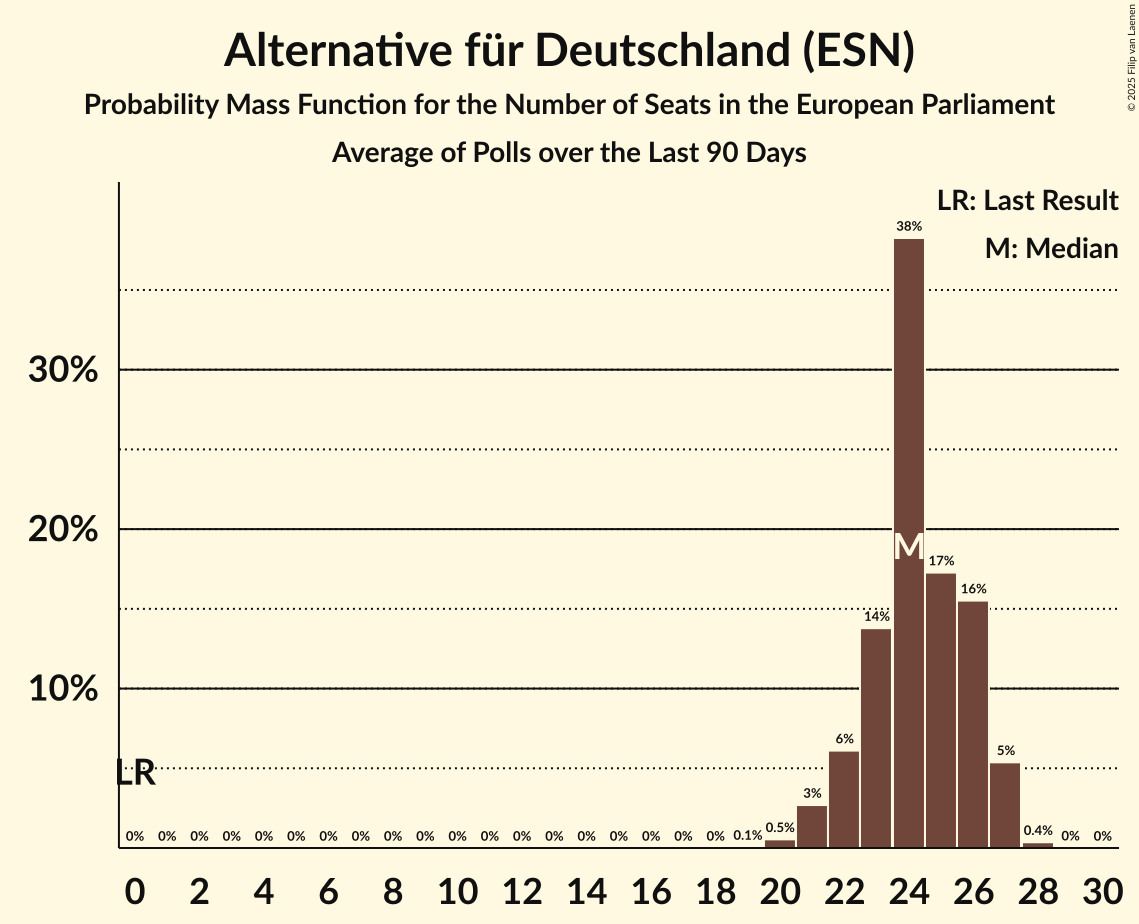 Alternative für Deutschland (ESN)
Probability Mass Function for the Number of Seats in the European Parliament
Average of Polls over the Last 90 Days
© 2025 Filip van Laenen
LR: Last Result
M: Median
38%
30%
20%
M
17%
16%
14%
10%
6%
LR
5%
3%
0% 0% 0% 0% 0% 0% 0% 0% 0% 0% 0% 0% 0% 0% 0% 0% 0% 0% 0% 0.1% 0.5% 0.4% 0% 0%
0 2 4 6 8 10 12 14 16 18 20 22 24 26 28 30